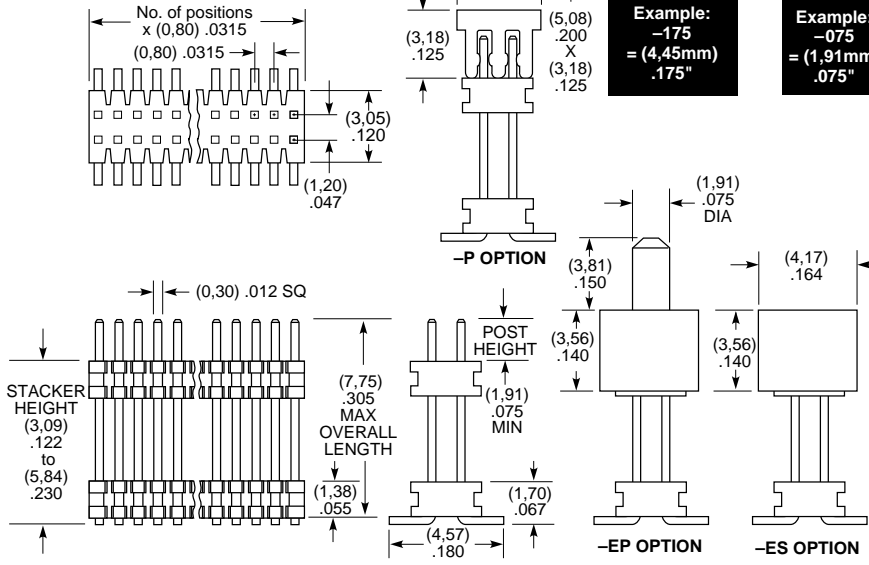 No. of positions
x (0,80) .0315
(0,80) .0315
(3,05)
.120
(1,20)
.047
(3,18)
.125
(5,08)
.200
X
(3,18)
.125
–P OPTION
Example:
–175
= (4,45mm)
.175"
Example:
–075
= (1,91mm
.075"
(0,30) .012 SQ
STACKER
HEIGHT
(3,09)
.122
to
(5,84)
.230
(7,75)
.305
MAX
OVERALL
LENGTH
(1,38)
.055
POST
HEIGHT
(1,91)
.075
MIN
(1,70)
.067
(4,57)
.180
(1,91)
.075
DIA
(3,81)
.150
(3,56)
.140
–EP OPTION
(4,17)
.164
(3,56)
.140
–ES OPTION